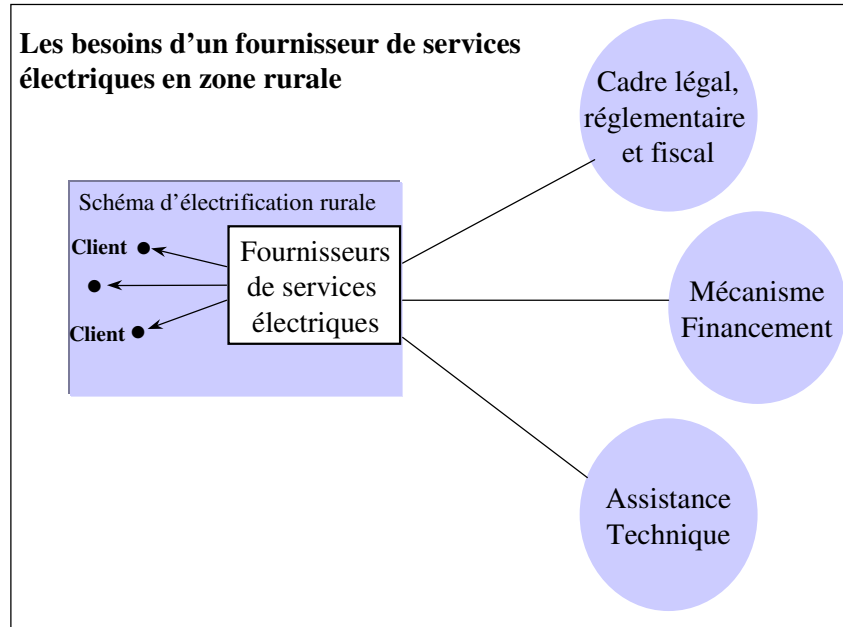 Les besoins d’un fournisseur de services
électriques en zone rurale
Cadre légal,
réglementaire
et fiscal
Schéma d’électrification rurale
Client
Client
Fournisseurs
de services
électriques
Mécanisme
Financement
Assistance
Technique